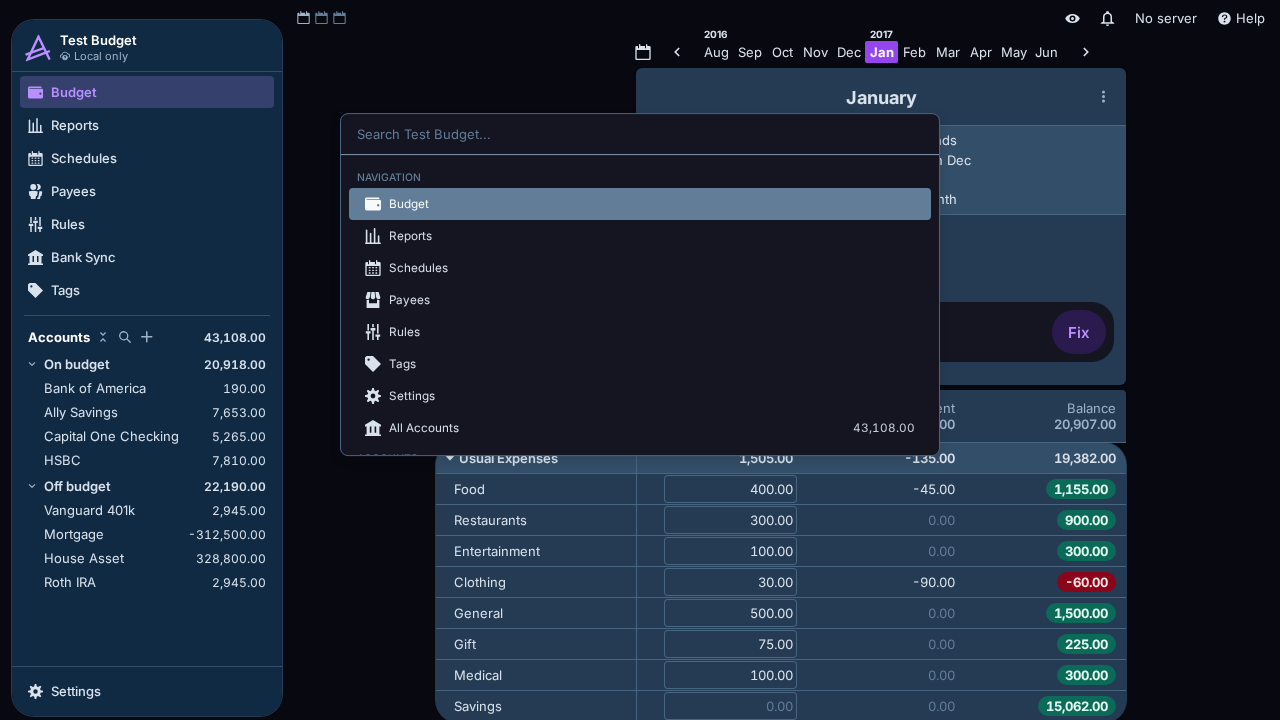 Test Budget
Local only
Budget
Reports
Schedules
Payees
Rules
Bank Sync
Tags
Accounts 43,108.00
On budget 20,918.00
Bank of America 190.00
Ally Savings 7,653.00
Capital One Checking 5,265.00
HSBC 7,810.00
Off budget 22,190.00
Vanguard 401k 2,945.00
Mortgage -312,500.00
House Asset 328,800.00
Roth IRA 2,945.00
Settings
No server
Help
2016 2017
Aug Sep Oct Nov Dec Jan Feb Mar Apr May Jun
January
Dec
Fix
Search Test Budget...
NAVIGATION
Budget
Reports
Schedules
Payees
Rules
Tags
Settings
All Accounts 43,108.00
Balance
20,907.00
Usual Expenses 1,505.00 -135.00 19,382.00
Food 400.00 -45.00 1,155.00
Restaurants 300.00 0.00 900.00
Entertainment 100.00 0.00 300.00
Clothing 30.00 -90.00 -60.00
General 500.00 0.00 1,500.00
Gift 75.00 0.00 225.00
Medical 100.00 0.00 300.00
Savings 0.00 0.00 15,062.00